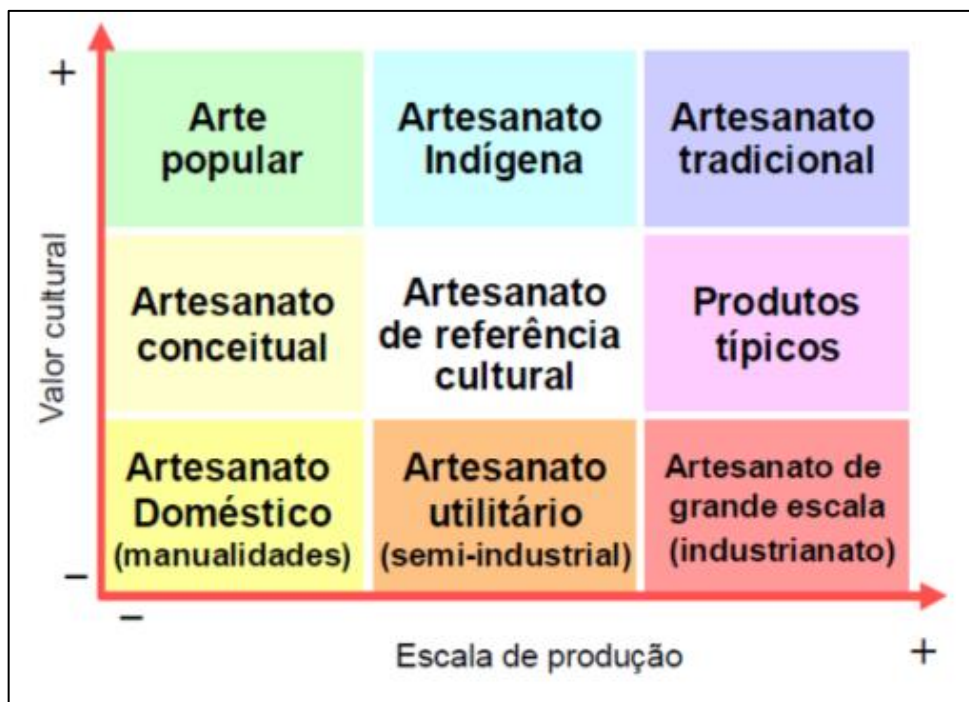 +
Valor cultural
Arte
popular
Artesanato
Indígena
Artesanato
tradicional
Artesanato
conceitual
Artesanato
de referência
cultural
Produtos
típicos
Artesanato
Doméstico
(manualidades)
Artesanato
utilitário
(semi-industrial)
Artesanato de
grande escala
(industrianato)
–
–
Escala de produção
+